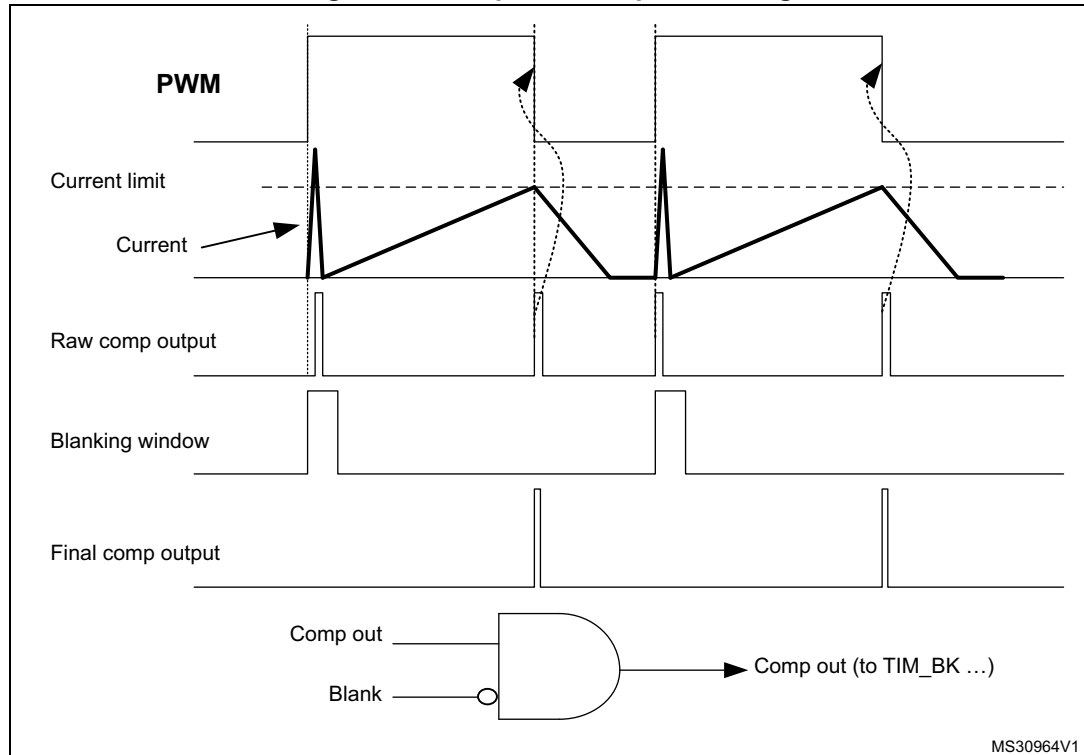 PWM
Current limit
Current
Raw comp output
Blanking window
Final comp output
Comp out
Comp out (to TIM_BK …)
Blank
MS30964V1